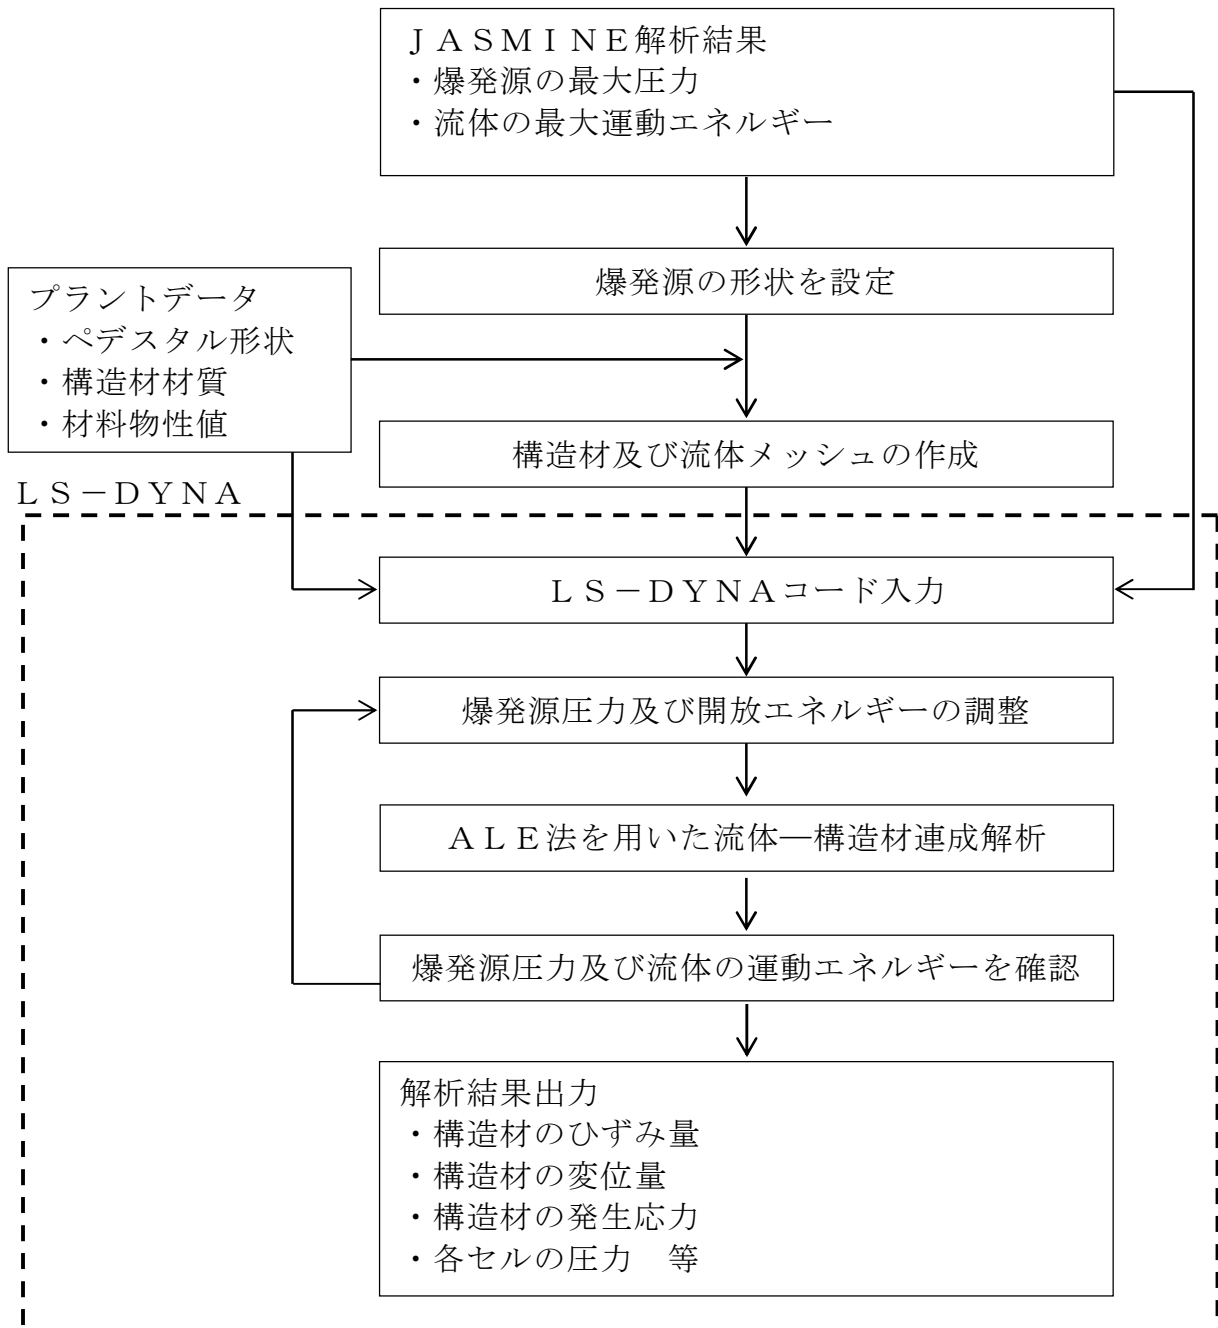 ＪＡＳＭＩＮＥ解析結果
・爆発源の最大圧力
・流体の最大運動エネルギー
爆発源の形状を設定
プラントデータ
・ペデスタル形状
・構造材材質
・材料物性値
構造材及び流体メッシュの作成
ＬＳ－ＤＹＮＡ
ＬＳ－ＤＹＮＡコード入力
爆発源圧力及び開放エネルギーの調整
ＡＬＥ法を用いた流体―構造材連成解析
爆発源圧力及び流体の運動エネルギーを確認
解析結果出力
・構造材のひずみ量
・構造材の変位量
・構造材の発生応力
・各セルの圧力　等